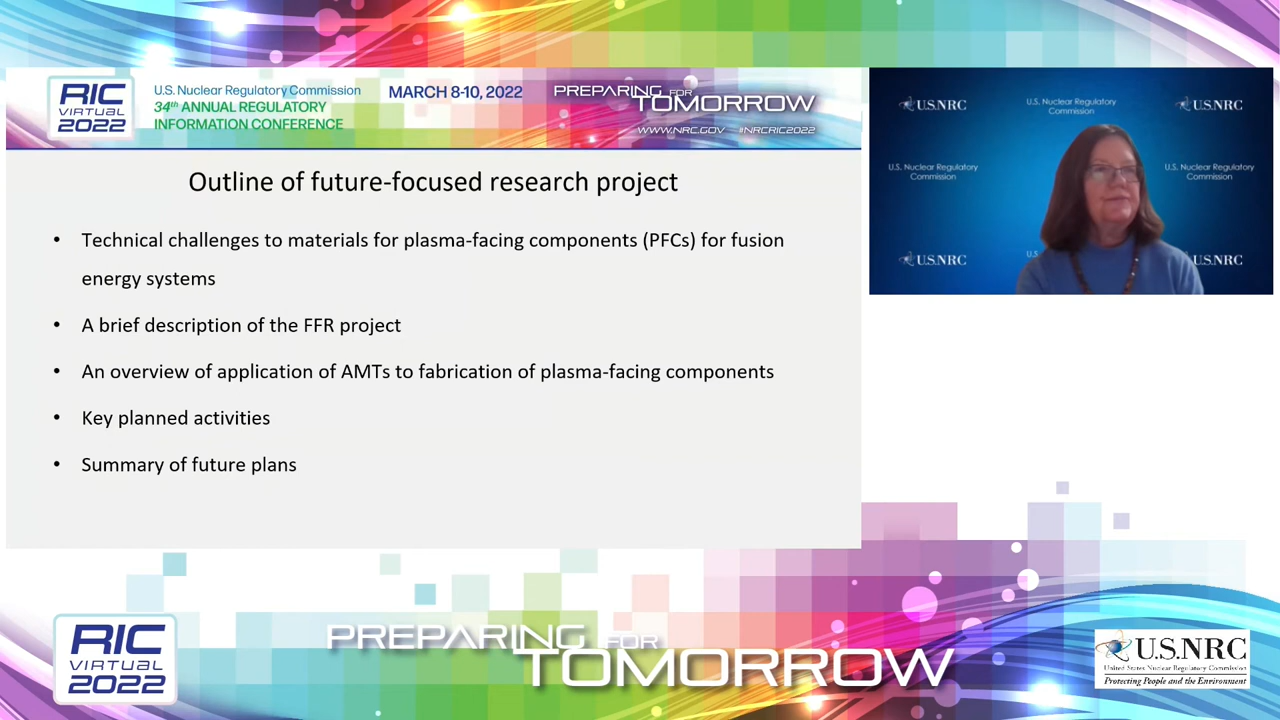 RIC
VIRTUAL
2022
U.S. Nuclear Regulatory Commission
34th ANNUAL REGULATORY
INFORMATION CONFERENCE
MARCH 8-10, 2022
PREPARING FOR
TOMORROW
WWW.NRC.GOV #NRCRIC2022
Outline of future-focused research project
• Technical challenges to materials for plasma-facing components (PFCs) for fusion
energy systems
• A brief description of the FFR project
• An overview of application of AMTs to fabrication of plasma-facing components
• Key planned activities
• Summary of future plans
U.S.NRC
U.S. Nuclear Regulatory
Commission
U.S.NRC
U.S. Nuclear Regulatory
Commission
U.S. Nuclear Regulatory
Commission
U.S.NRC
U.S.
U.S.NRC
RIC
VIRTUAL
2022
PREPARING FOR
TOMORROW
U.S.NRC
United States Nuclear Regulatory Commission
Protecting People and the Environment